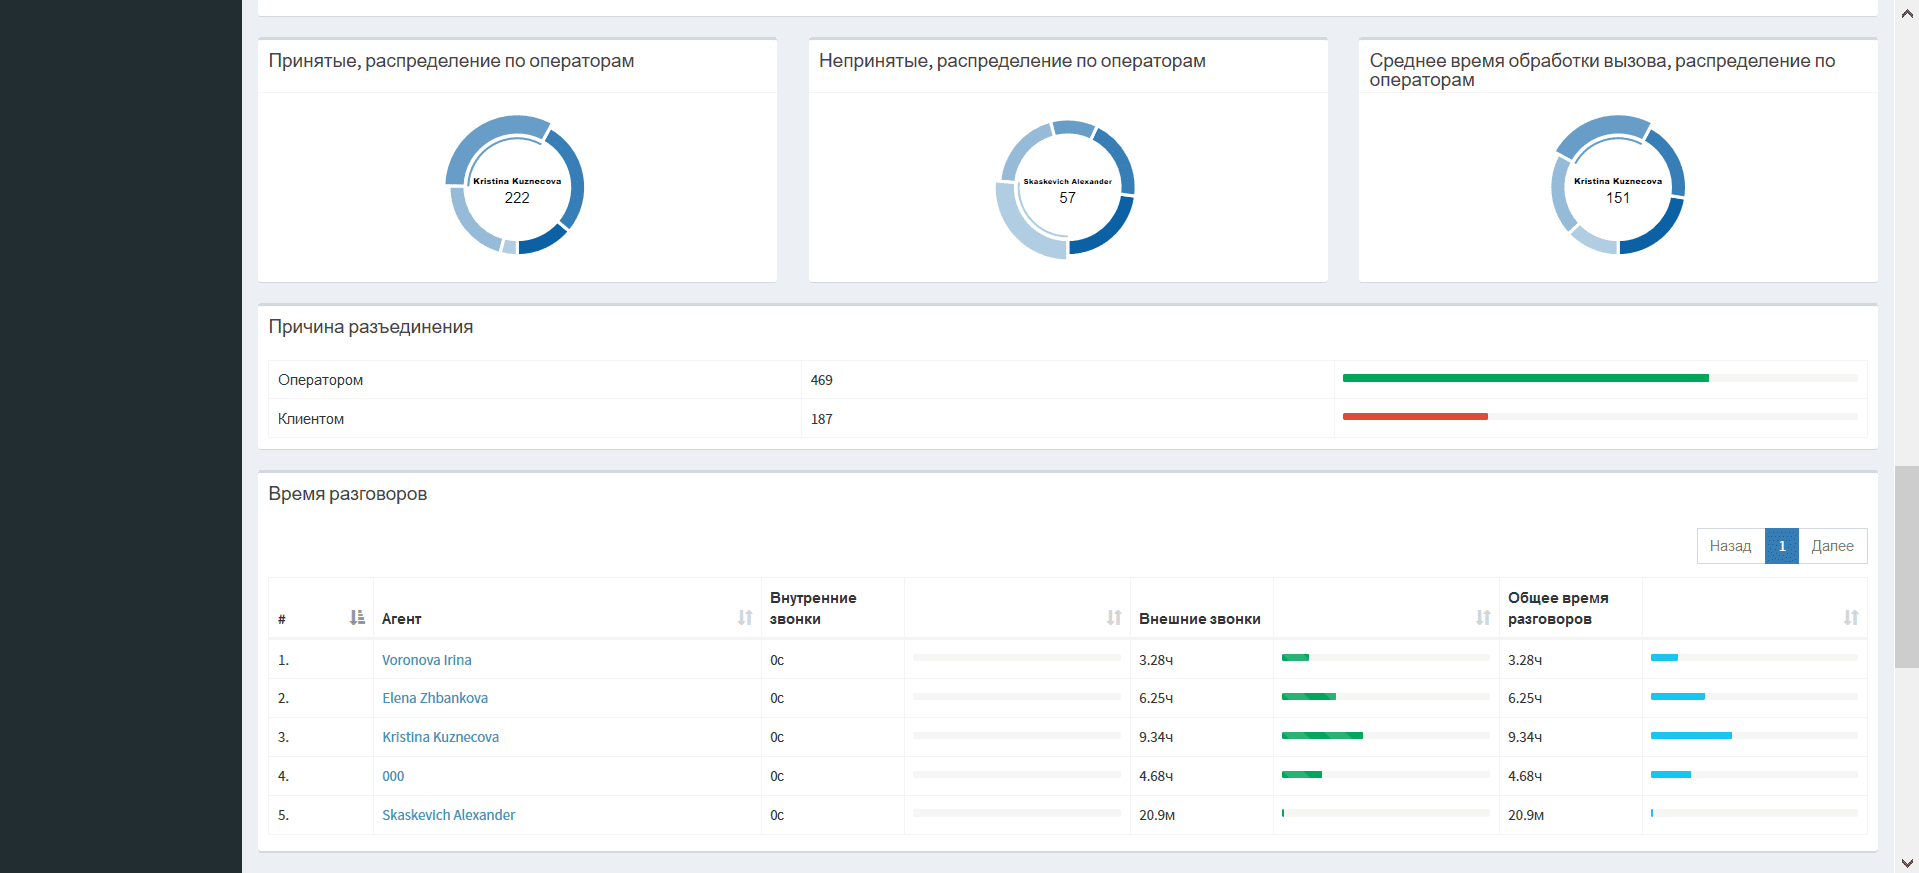 Принятые, распределение по операторам
Kristina Kuznecova
222
Непринятые, распределение по операторам
Skaskevich Alexander
57
Среднее время обработки вызова, распределение по
операторам
Kristina Kuznecova
151
Причина разъединения
Оператором 469
Клиентом 187
Время разговоров
Назад 1 Далее
# Агент Внутренние звонки Внешние звонки Общее время разговоров
1. Voronova Irina 0с 3.28ч 3.28ч
2. Elena Zhbankova 0с 6.25ч 6.25ч
3. Kristina Kuznecova 0с 9.34ч 9.34ч
4. 000 0с 4.68ч 4.68ч
5. Skaskevich Alexander 0с 20.9м 20.9м